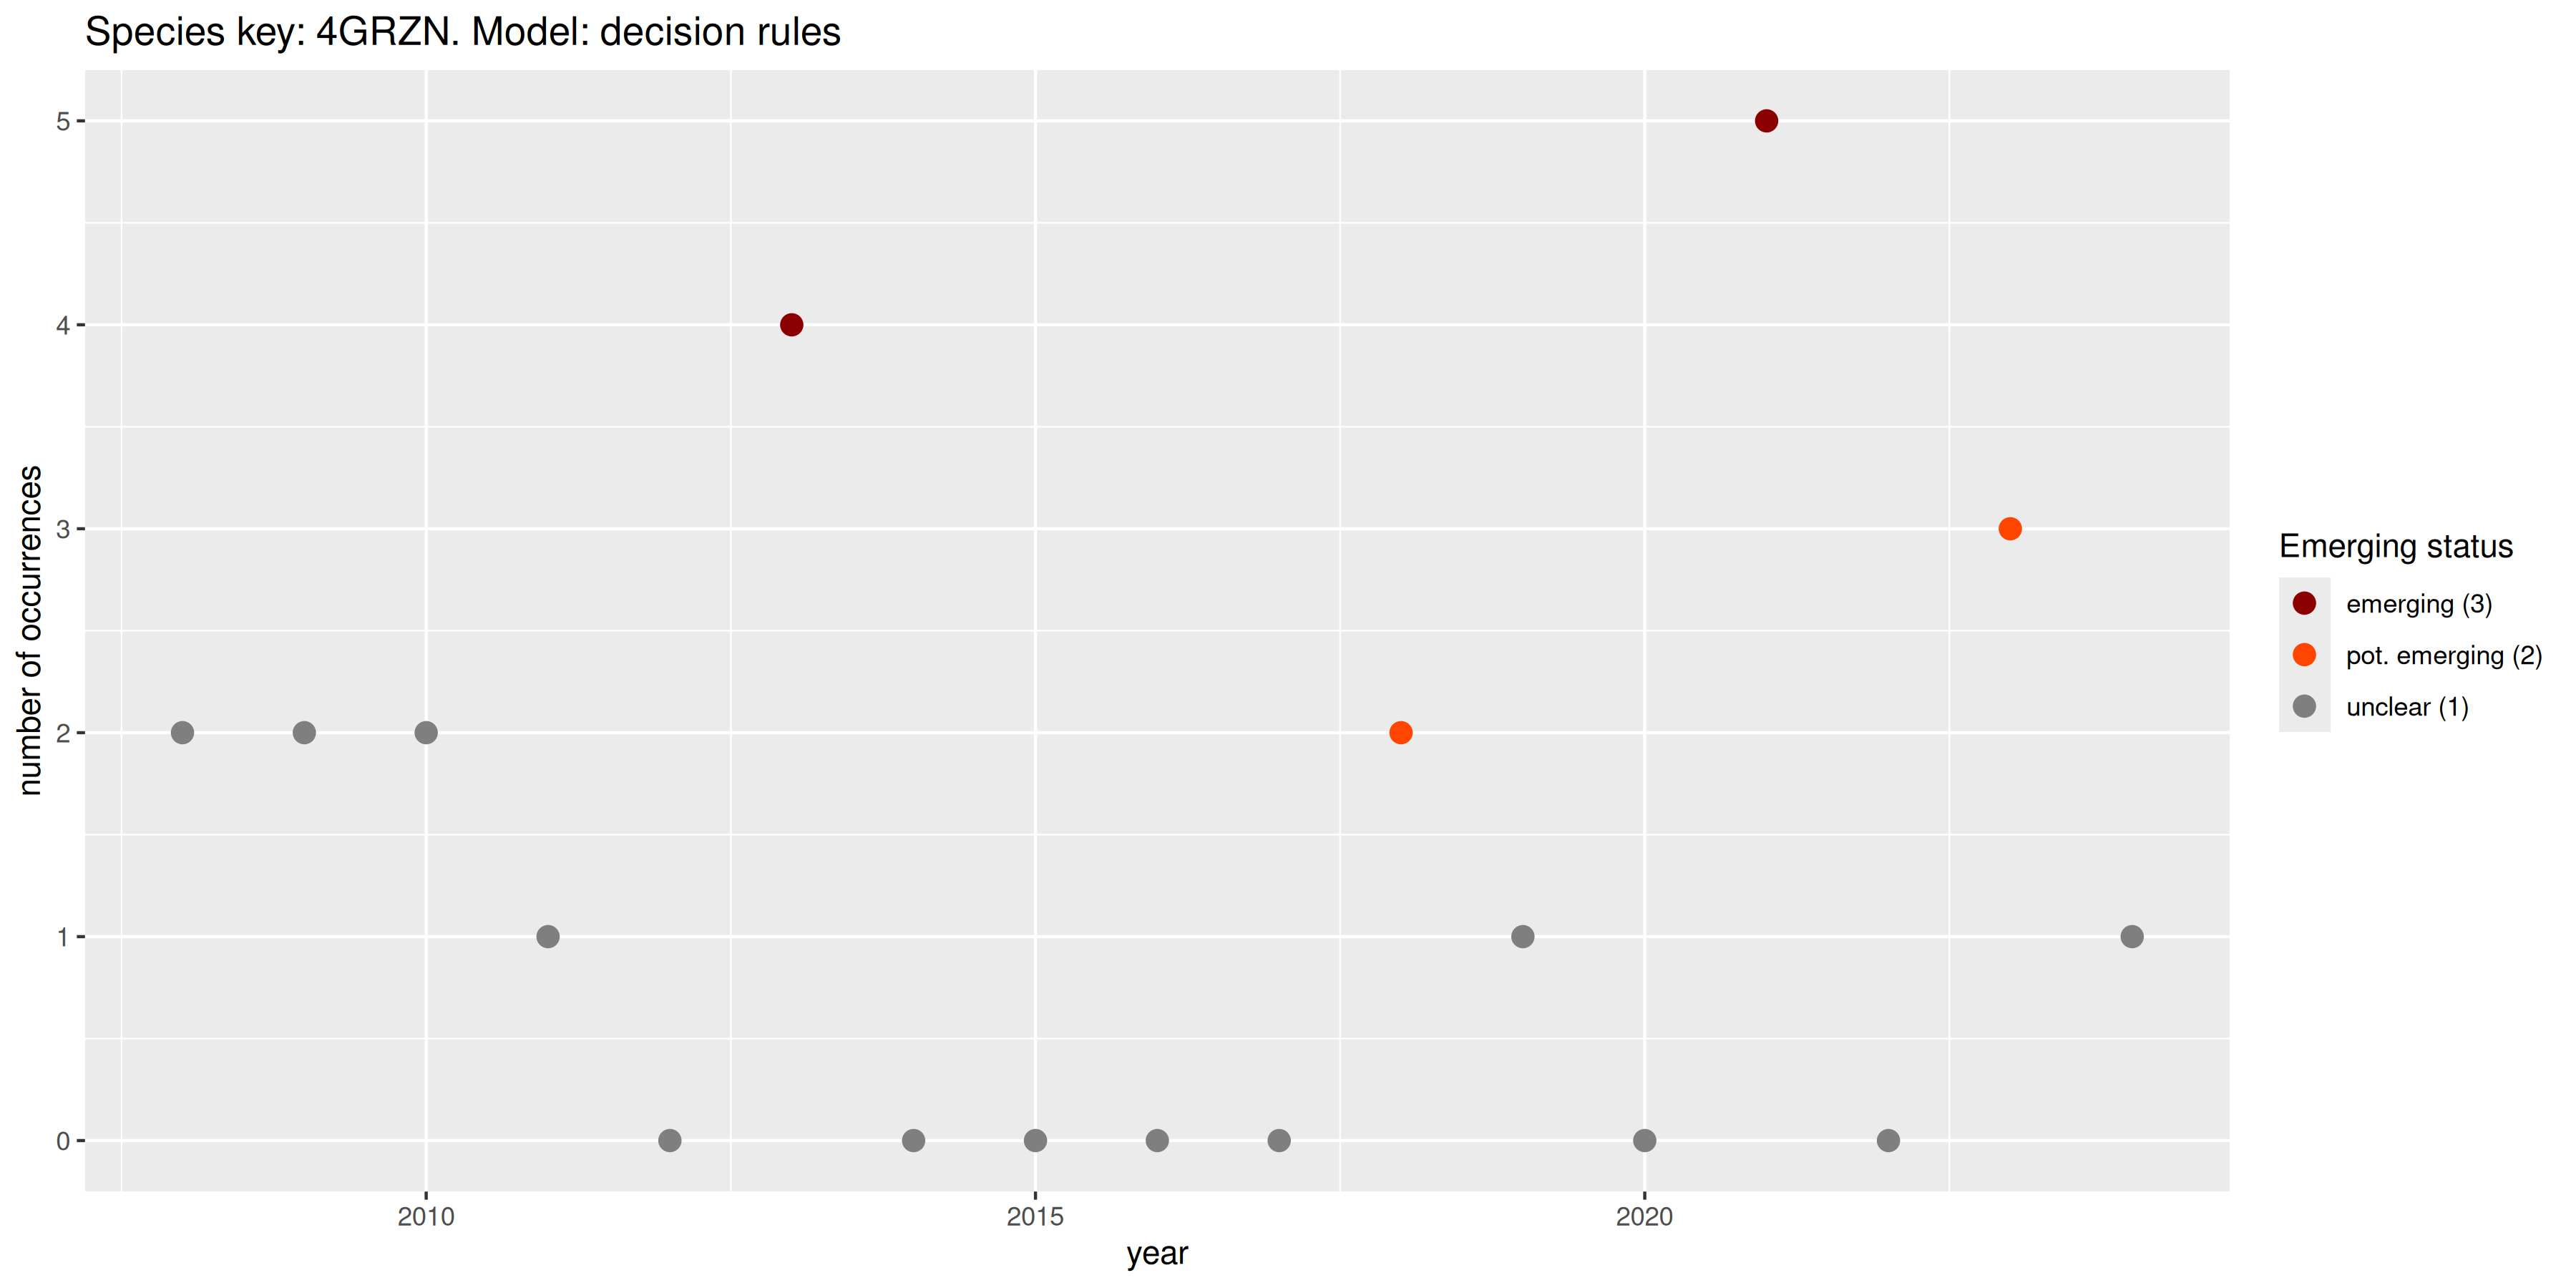 Species key: 4GRZN. Model: decision rules
number of occurrences
5
4
3
2
1
0
2010
2015
2020
year
Emerging status
emerging (3)
pot. emerging (2)
unclear (1)